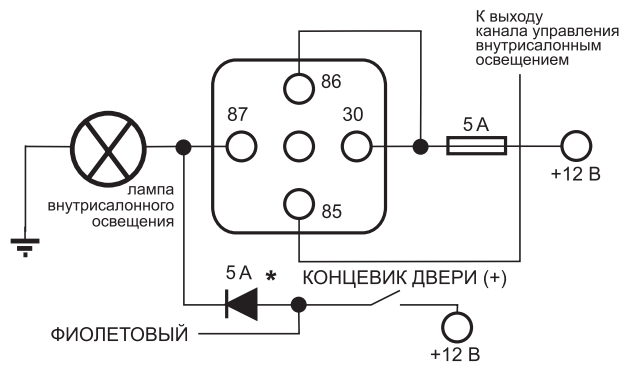 К выходу
канала управления
внутрисалонным
освещением
86
87
30
5 А
+12 В
лампа
внутрисалонного
освещения
85
5 А *
КОНЦЕВИК ДВЕРИ (+)
ФИОЛЕТОВЫЙ
+12 В